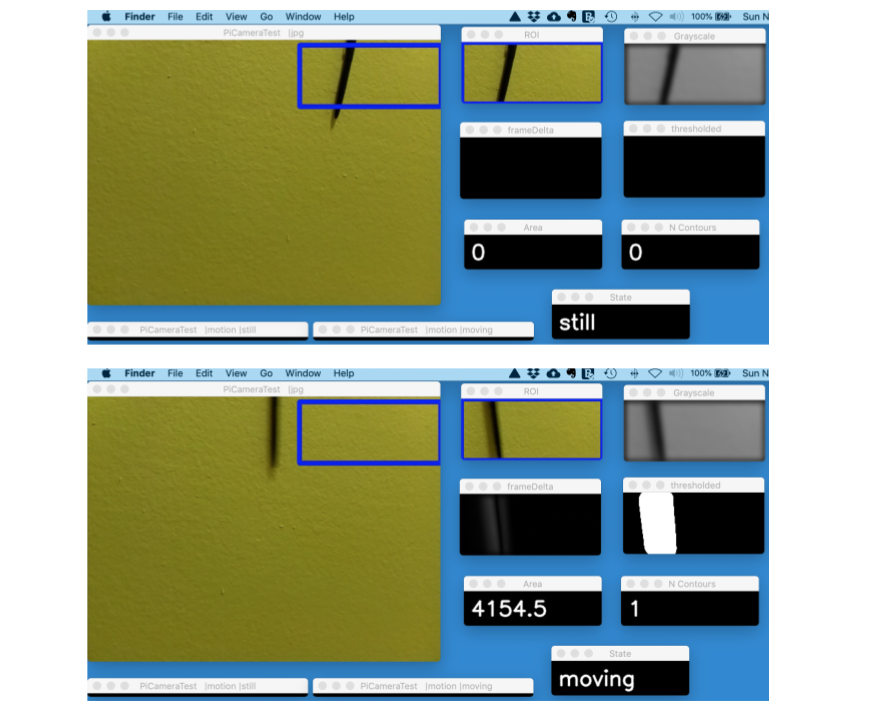 Finder File Edit View Go Window Help 100% Sun N
PiCameraTest |jpg
ROI
Grayscale
frameDelta
thresholded
Area
N Contours
0
0
State
still
PiCameraTest |motion |still
PiCameraTest |motion |moving
Finder File Edit View Go Window Help 100% Sun N
PiCameraTest |jpg
ROI
Grayscale
frameDelta
thresholded
Area
N Contours
4154.5
1
State
moving
PiCameraTest |motion |still
PiCameraTest |motion |moving